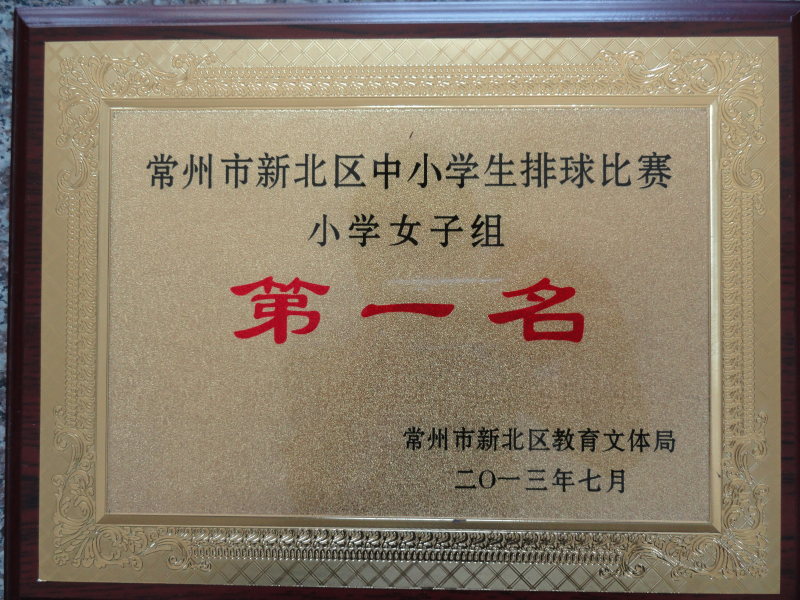 常州市新北区中小学生排球比赛
小学女子组
第一名
常州市新北区教育文体局
二〇一三年七月